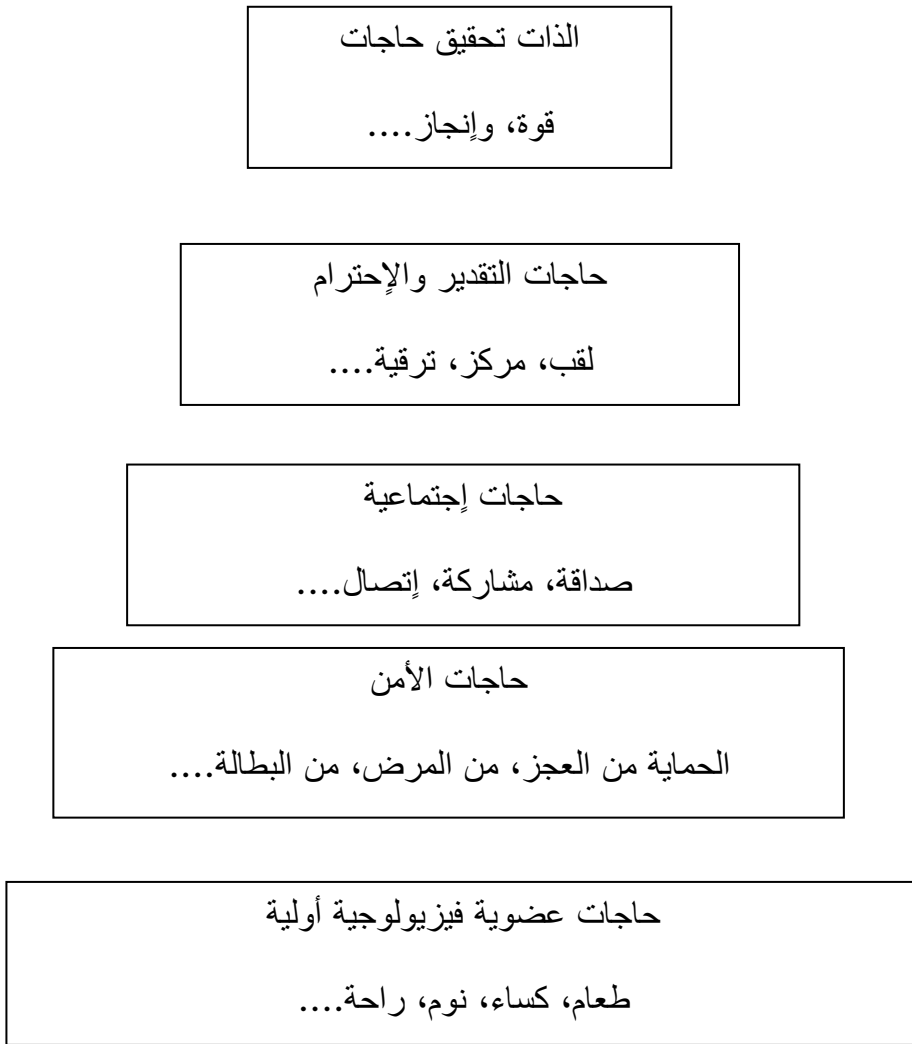 الذات تحقيق حاجات
قوة، وإنجاز....
حاجات التقدير والإحترام
لقب، مركز، ترقية....
حاجات إجتماعية
صداقة، مشاركة، إتصال....
حاجات الأمن
الحماية من العجز، من المرض، من البطالة....
حاجات عضوية فيزيولوجية أولية
طعام، كساء، نوم، راحة....